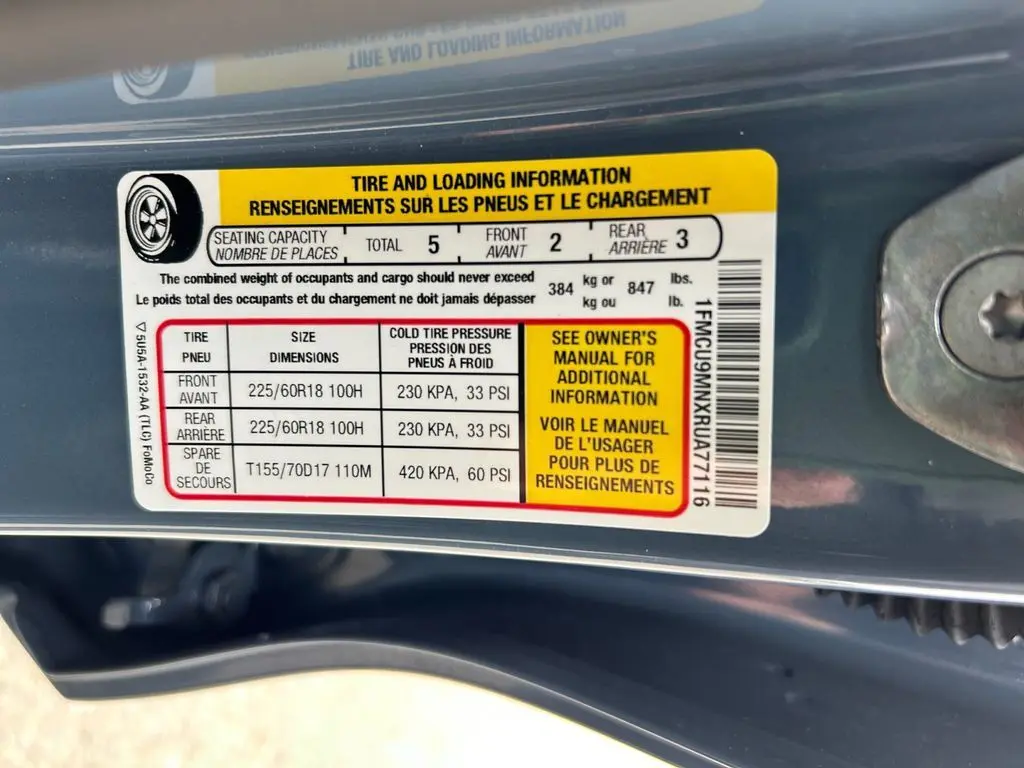 TIRE AND LOADING INFORMATION
TIRE AND LOADING INFORMATION
RENSEIGNEMENTS SUR LES PNEUS ET LE CHARGEMENT
SEATING CAPACITY
NOMBRE DE PLACES
TOTAL 5
FRONT
AVANT
2
REAR
ARRIÈRE
3
The combined weight of occupants and cargo should never exceed
Le poids total des occupants et du chargement ne doit jamais dépasser
384
kg or
kg ou
847
lbs.
lb.
TIRE
PNEU
SIZE
DIMENSIONS
COLD TIRE PRESSURE
PRESSION DES
PNEUS À FROID
FRONT
AVANT
225/60R18 100H
230 KPA, 33 PSI
REAR
ARRIÈRE
225/60R18 100H
230 KPA, 33 PSI
SPARE
DE
SECOURS
T155/70D17 110M
420 KPA, 60 PSI
SEE OWNER'S
MANUAL FOR
ADDITIONAL
INFORMATION
VOIR LE MANUEL
DE L'USAGER
POUR PLUS DE
RENSEIGNEMENTS
5U5A-1532-AA (TLC) FoMoCo
1FMCU9MNXRUA77116